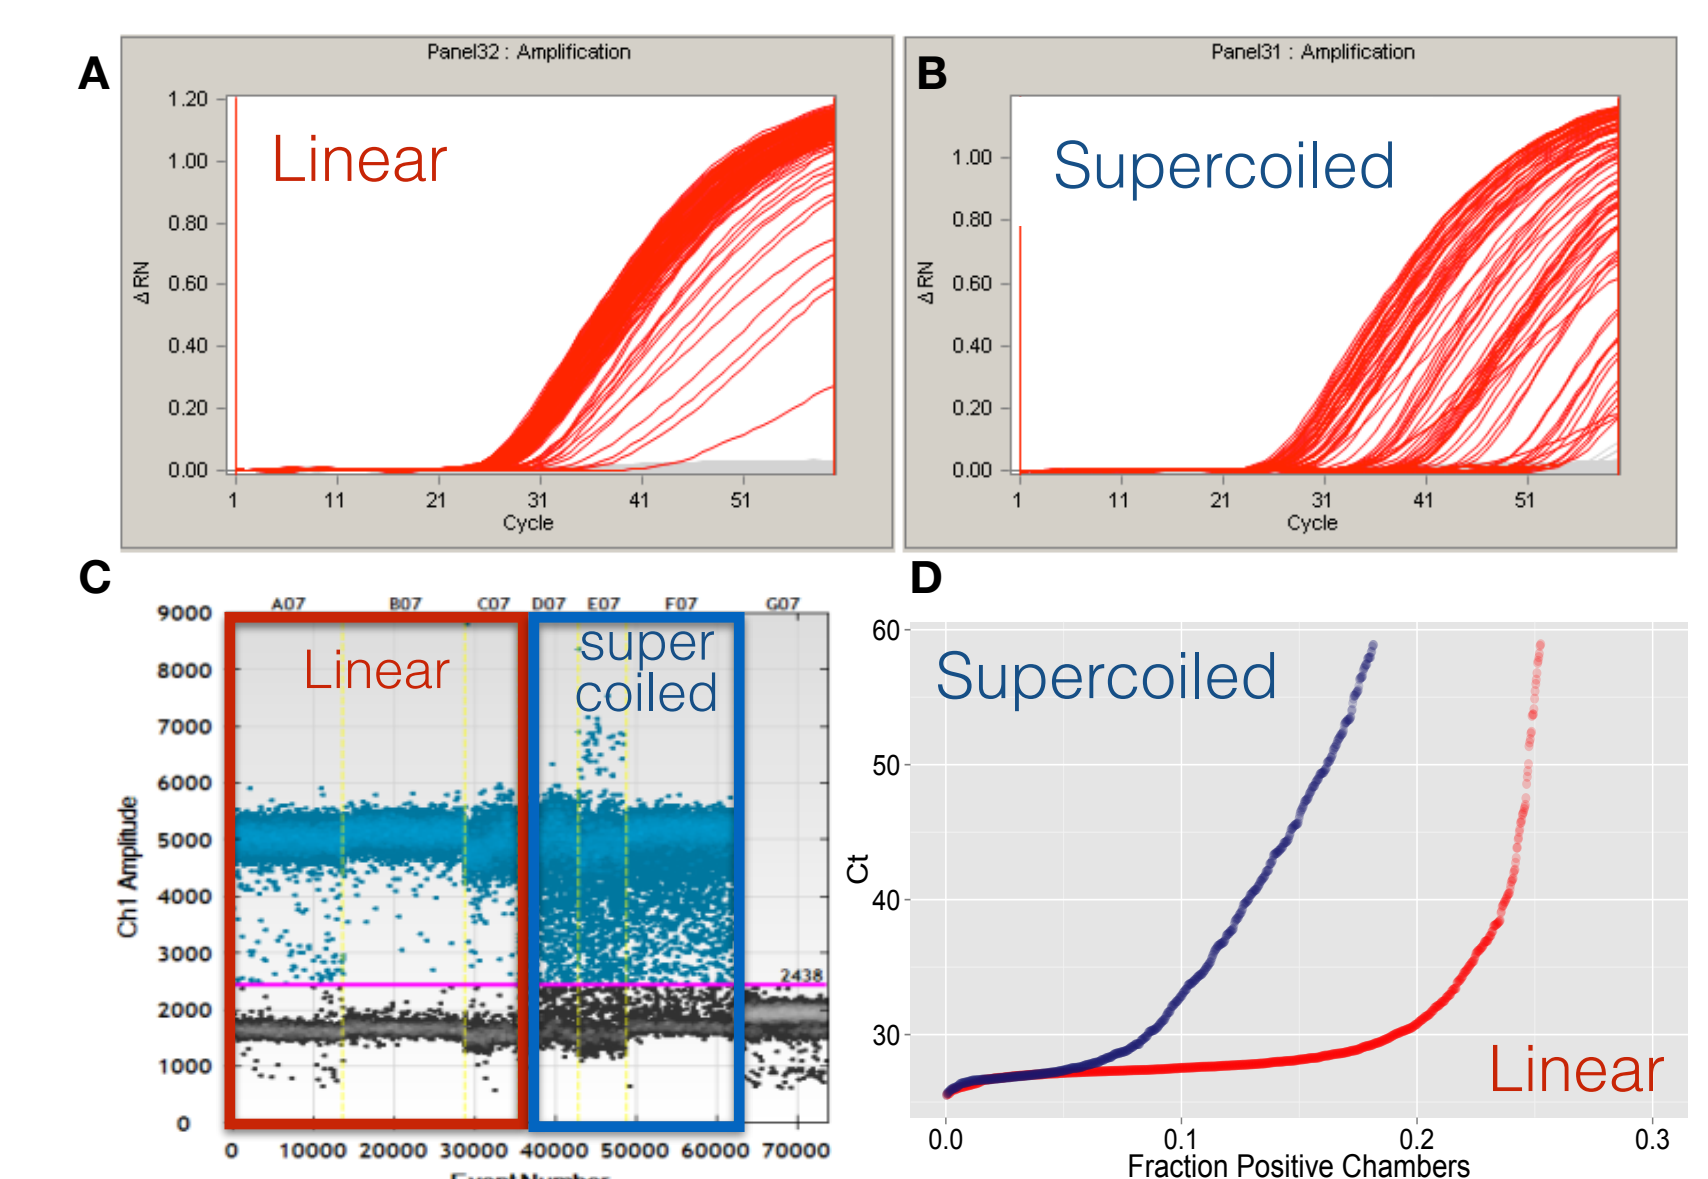 A
Panel32 : Amplification
1.20
1.00
0.80
0.60
0.40
0.20
0.00
Δ RN
Linear
1 11 21 31 41 51
Cycle
B
Panel31 : Amplification
1.00
0.80
0.60
0.40
0.20
0.00
Δ RN
Supercoiled
1 11 21 31 41 51
Cycle
C
A07 B07 C07 D07 E07 F07 G07
9000
8000
7000
6000
5000
4000
3000
2000
1000
0
Ch1 Amplitude
Linear
super
coiled
2438
0 10000 20000 30000 40000 50000 60000 70000
Event Number
D
60
50
40
30
Ct
Supercoiled
Linear
0.0 0.1 0.2 0.3
Fraction Positive Chambers